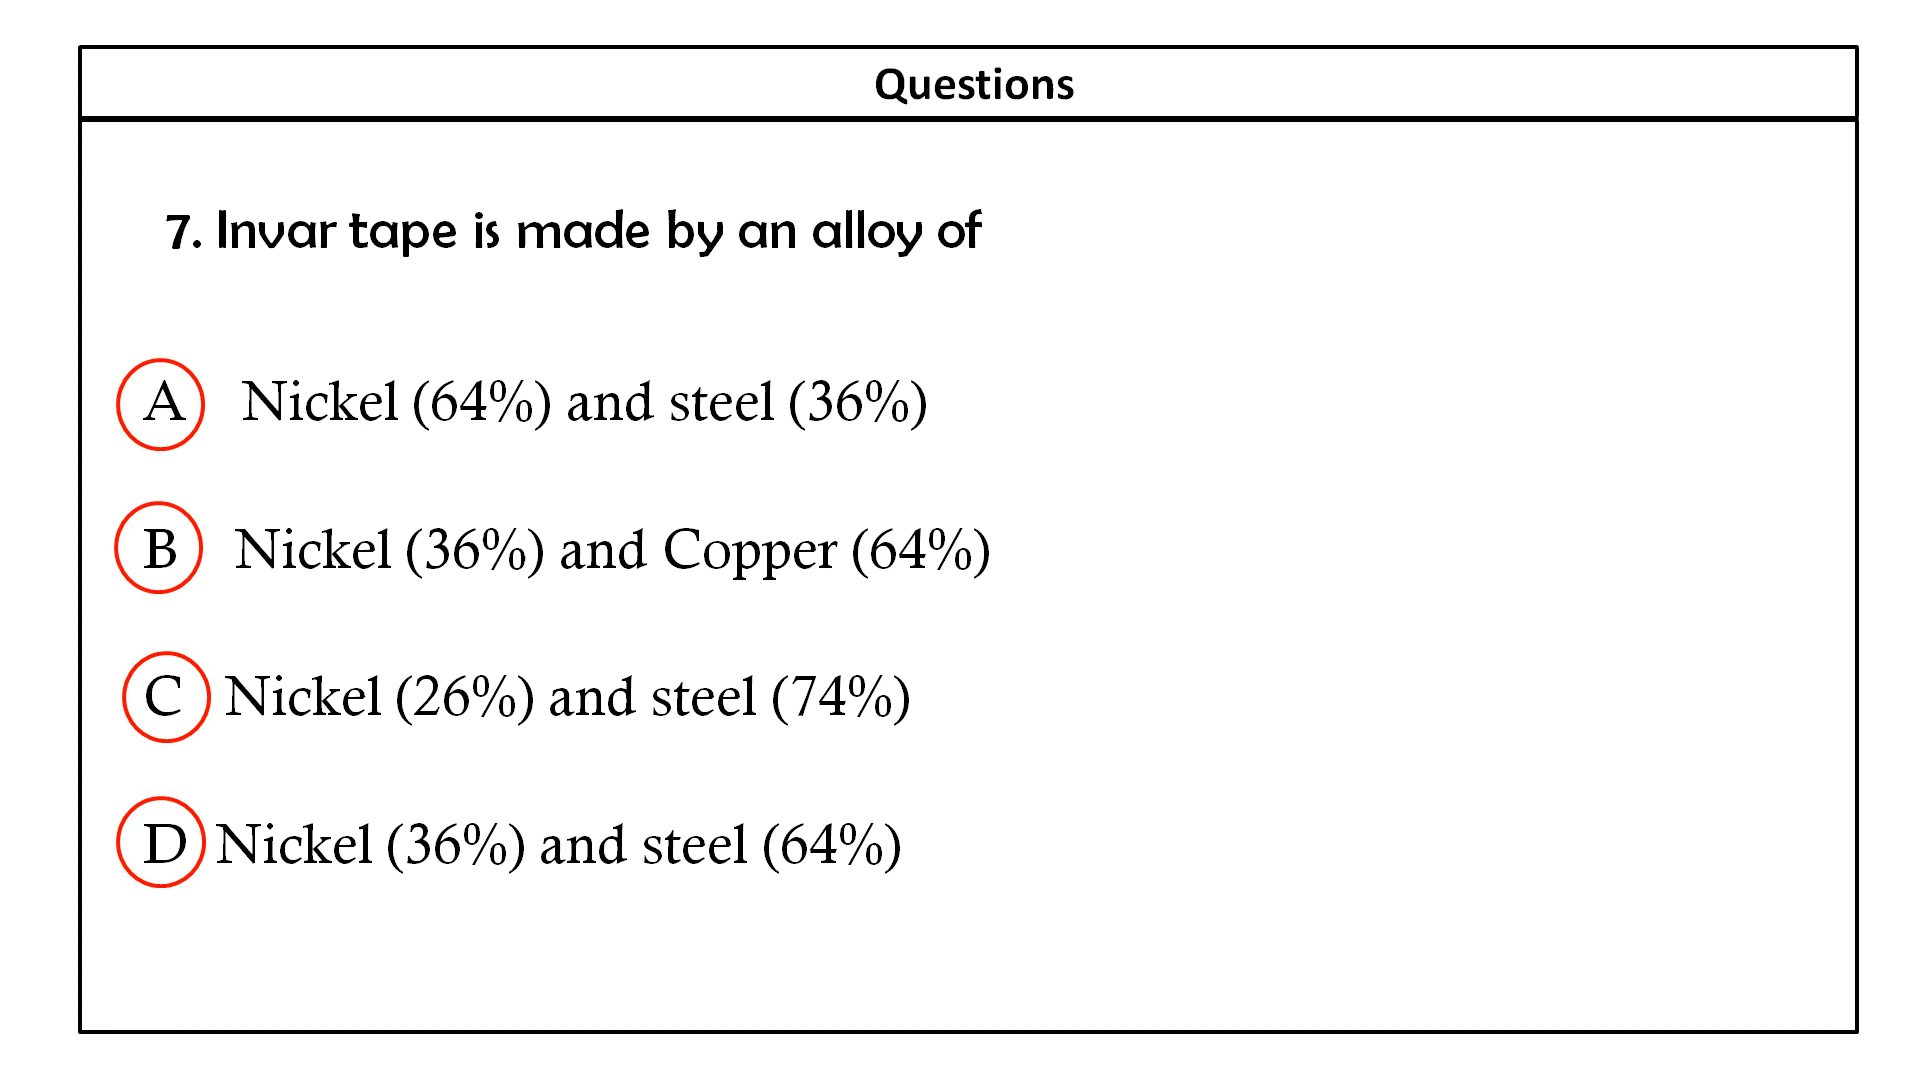 Questions
7. Invar tape is made by an alloy of
A Nickel (64%) and steel (36%)
B Nickel (36%) and Copper (64%)
C Nickel (26%) and steel (74%)
D Nickel (36%) and steel (64%)